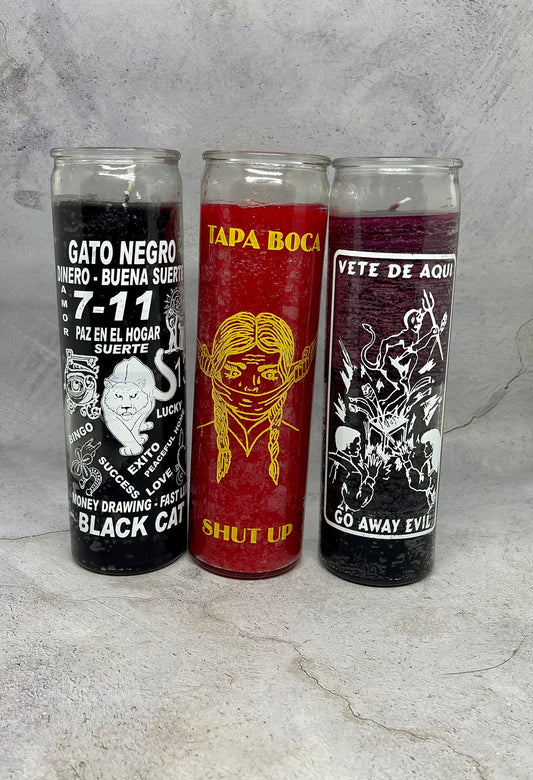 GATO NEGRO
DINERO - BUENA SUERTE
AMOR
7-11
PAZ EN EL HOGAR
SUERTE
13
LUCKY
BINGO
EXITO
PEACEFUL HOME
SUCCESS
LOVE
MONEY DRAWING - FAST LU
BLACK CAT
TAPA BOCA
SHUT UP
VETE DE AQUI
GO AWAY EVIL